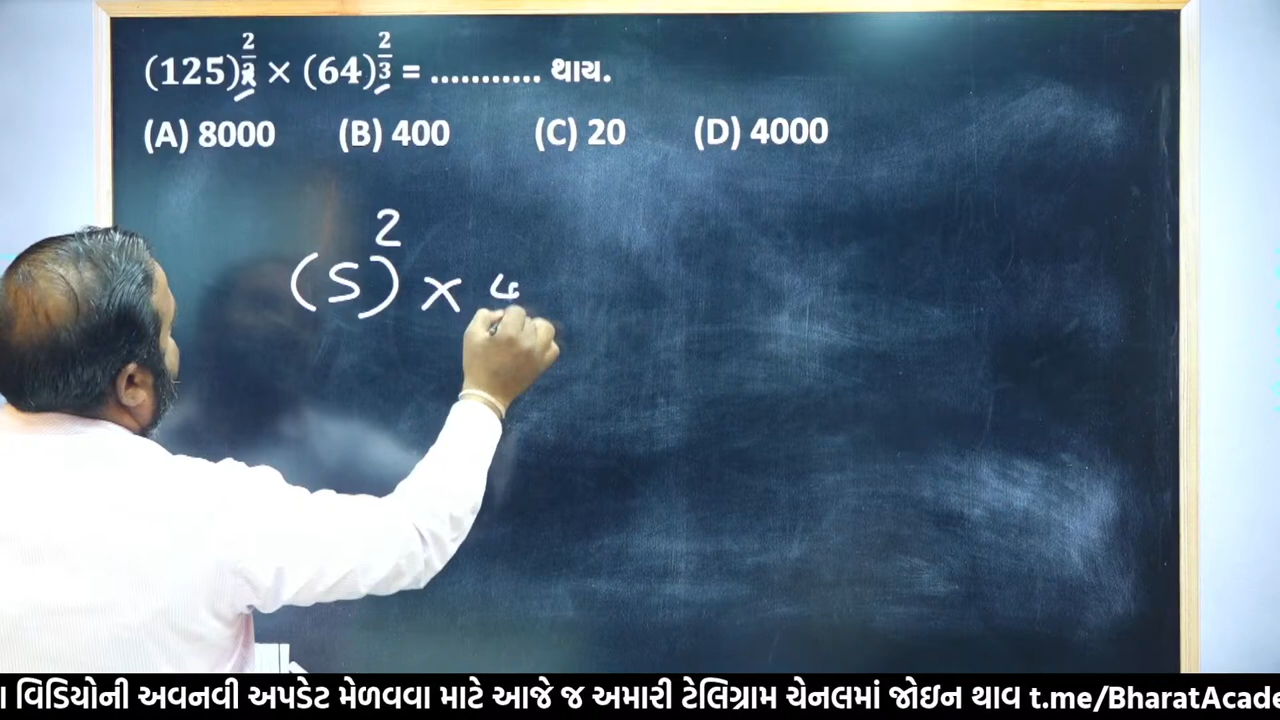 (125)^{2/3} × (64)^{2/3} = ........... થાય.
(A) 8000 (B) 400 (C) 20 (D) 4000
(5)² × 4
વિડિયોની અવનવી અપડેટ મેળવવા માટે આજે જ અમારી ટેલિગ્રામ ચેનલમાં જોઇન થાવ t.me/BharatAcade